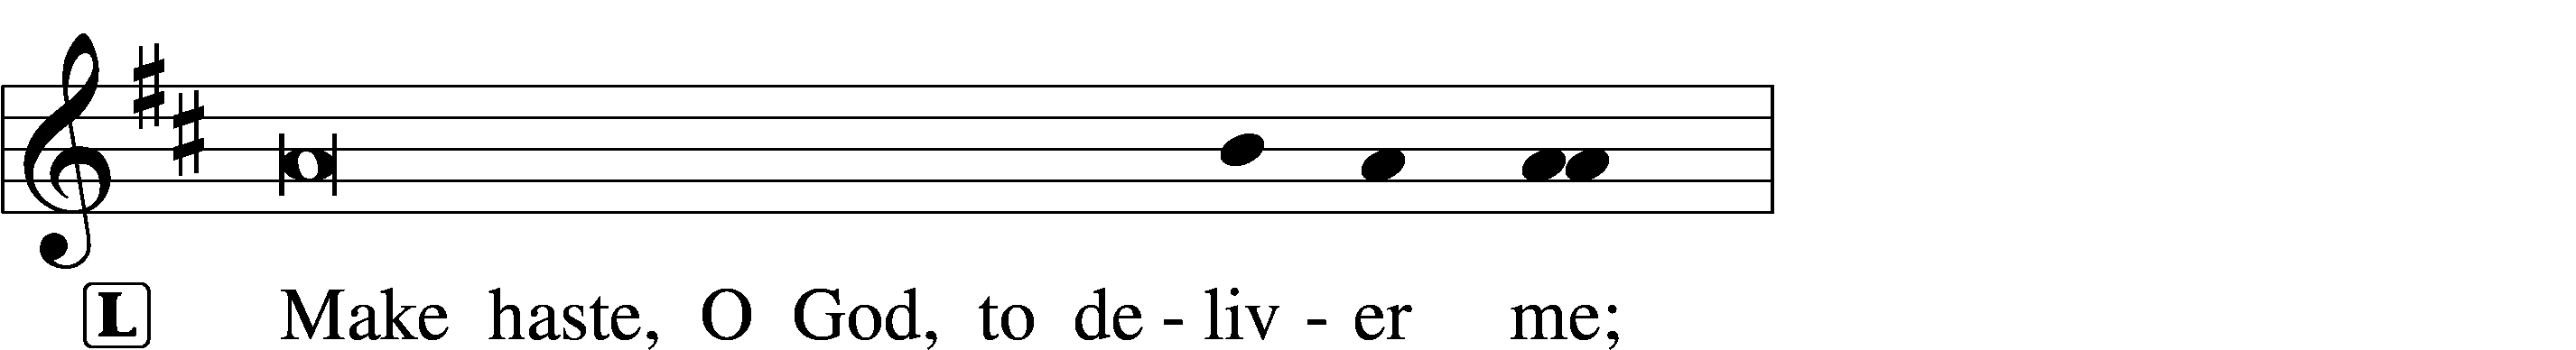 L Make haste, O God, to de - liv - er me;